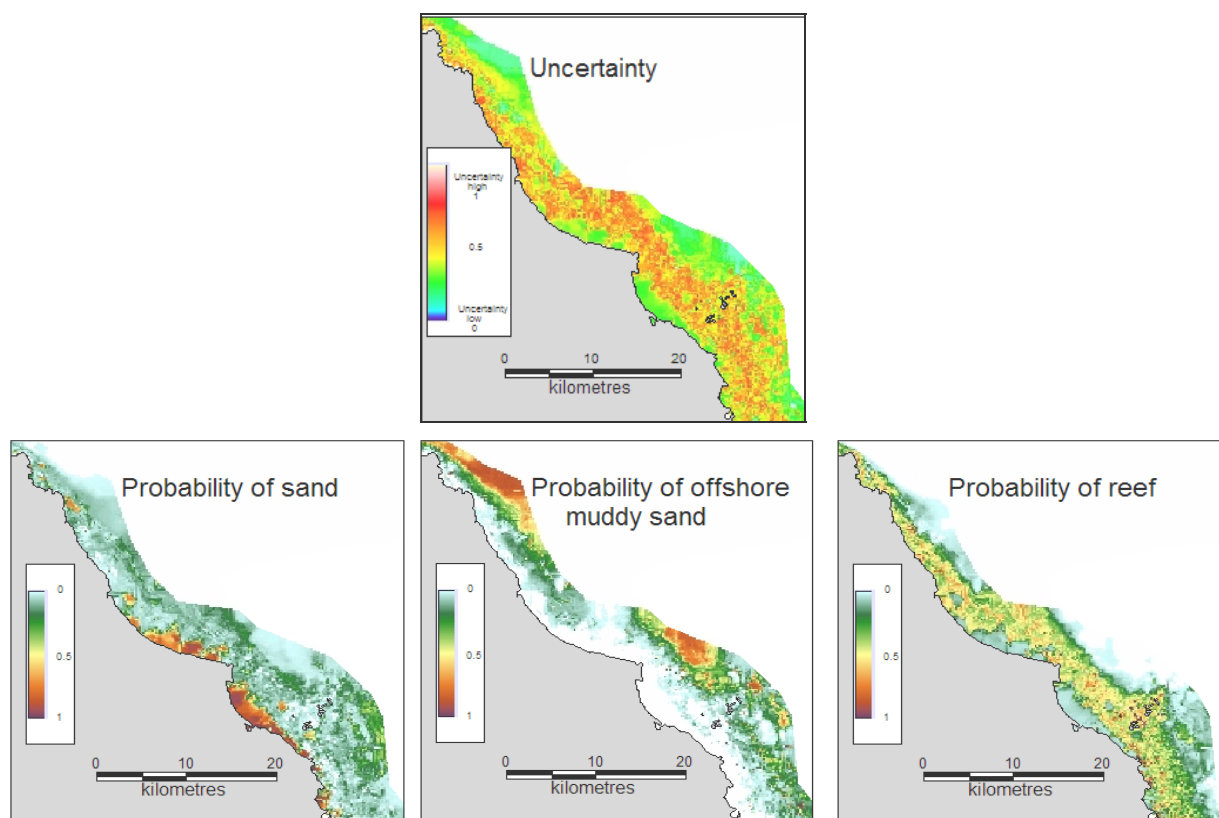 Uncertainty
Uncertainty
high
1
0.5
Uncertainty
low
0
0 10 20
kilometres
Probability of sand
0
0.5
1
0 10 20
kilometres
Probability of offshore
muddy sand
0
0.5
1
0 10 20
kilometres
Probability of reef
0
0.5
1
0 10 20
kilometres